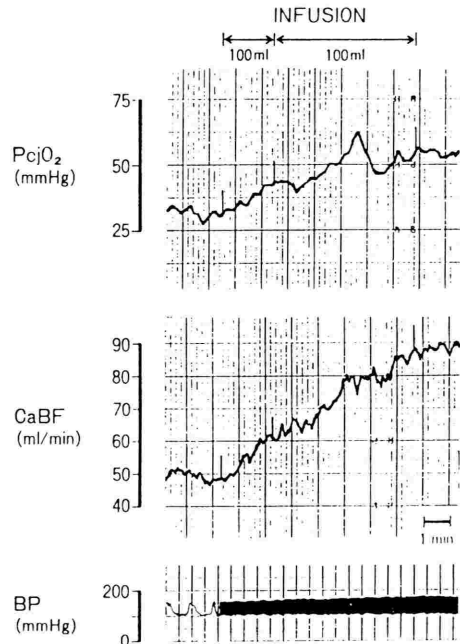 INFUSION
100ml 100ml
75
PcjO₂
(mmHg)
50
25
90
80
CaBF
70
(ml/min)
60
50
40
1 min
200
BP
100
(mmHg)
0